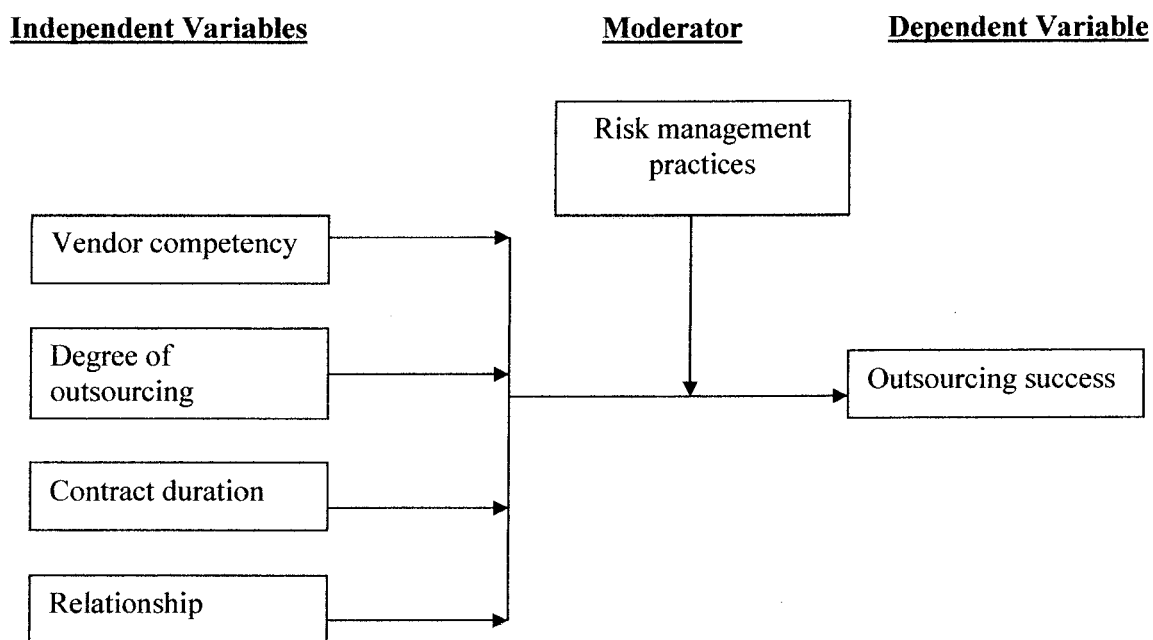 Independent Variables
Moderator
Dependent Variable
Risk management
practices
Vendor competency
Degree of
outsourcing
Outsourcing success
Contract duration
Relationship